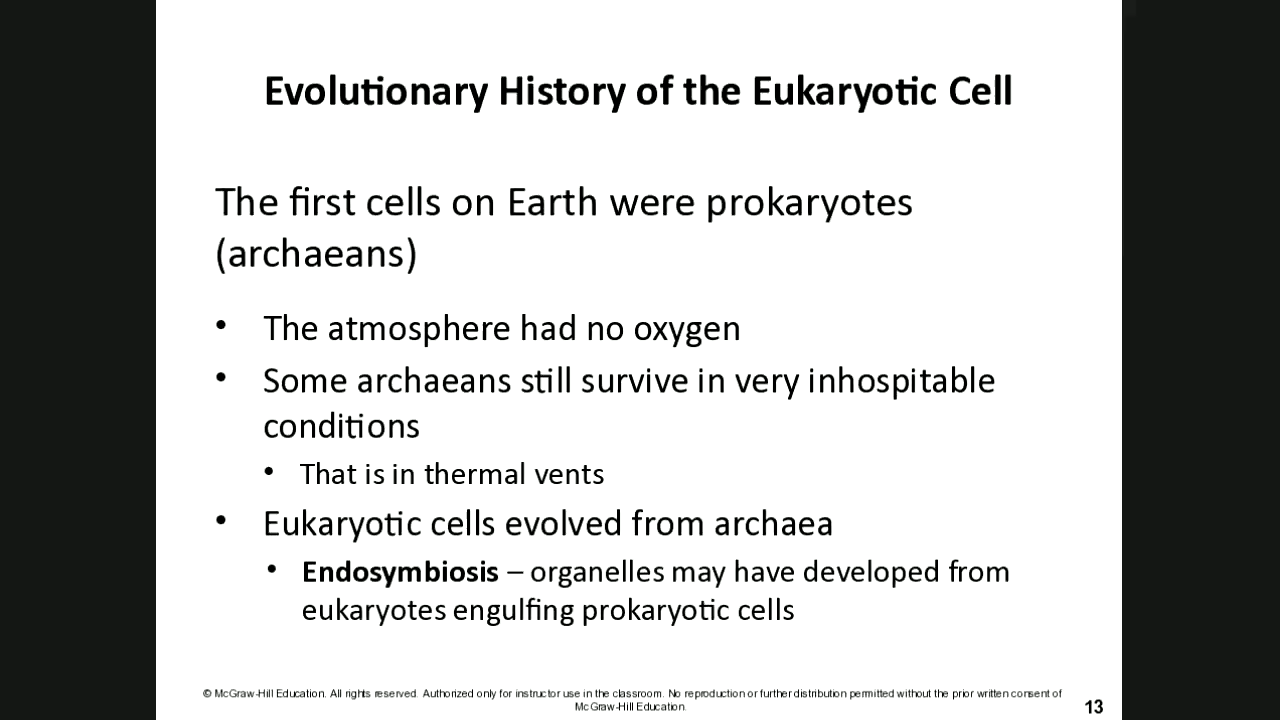 Evolutionary History of the Eukaryotic Cell
The first cells on Earth were prokaryotes
(archaeans)
• The atmosphere had no oxygen
• Some archaeans still survive in very inhospitable
conditions
• That is in thermal vents
• Eukaryotic cells evolved from archaea
• Endosymbiosis – organelles may have developed from
eukaryotes engulfing prokaryotic cells
© McGraw-Hill Education. All rights reserved. Authorized only for instructor use in the classroom. No reproduction or further distribution permitted without the prior written consent of
McGraw-Hill Education.
13